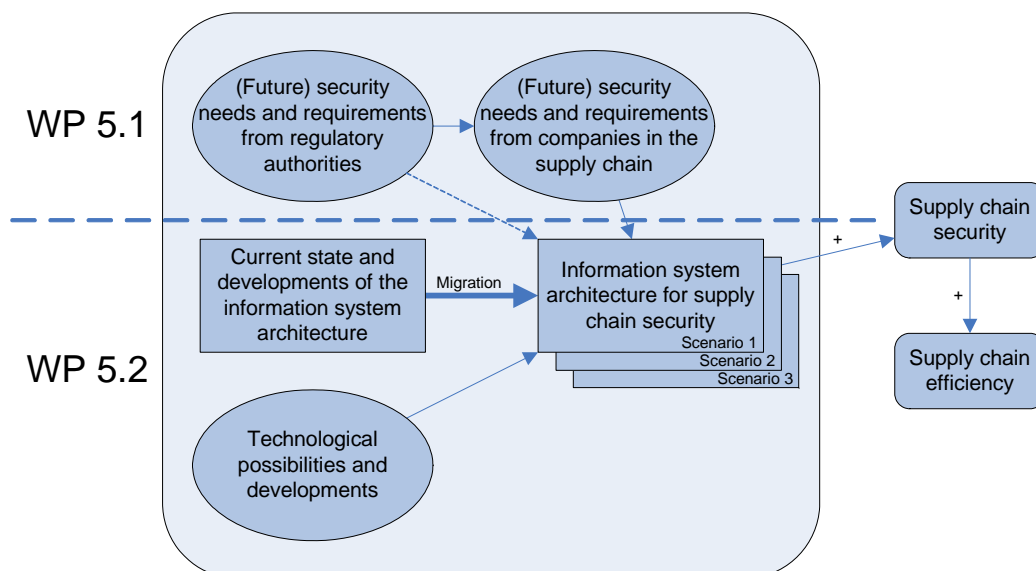 WP 5.1
(Future) security
needs and requirements
from regulatory
authorities
(Future) security
needs and requirements
from companies in the
supply chain
Supply chain
security
+
Current state and
developments of the
information system
architecture
Migration
Information system
architecture for supply
chain security
Scenario 1
Scenario 2
Scenario 3
+
WP 5.2
Supply chain
efficiency
Technological
possibilities and
developments